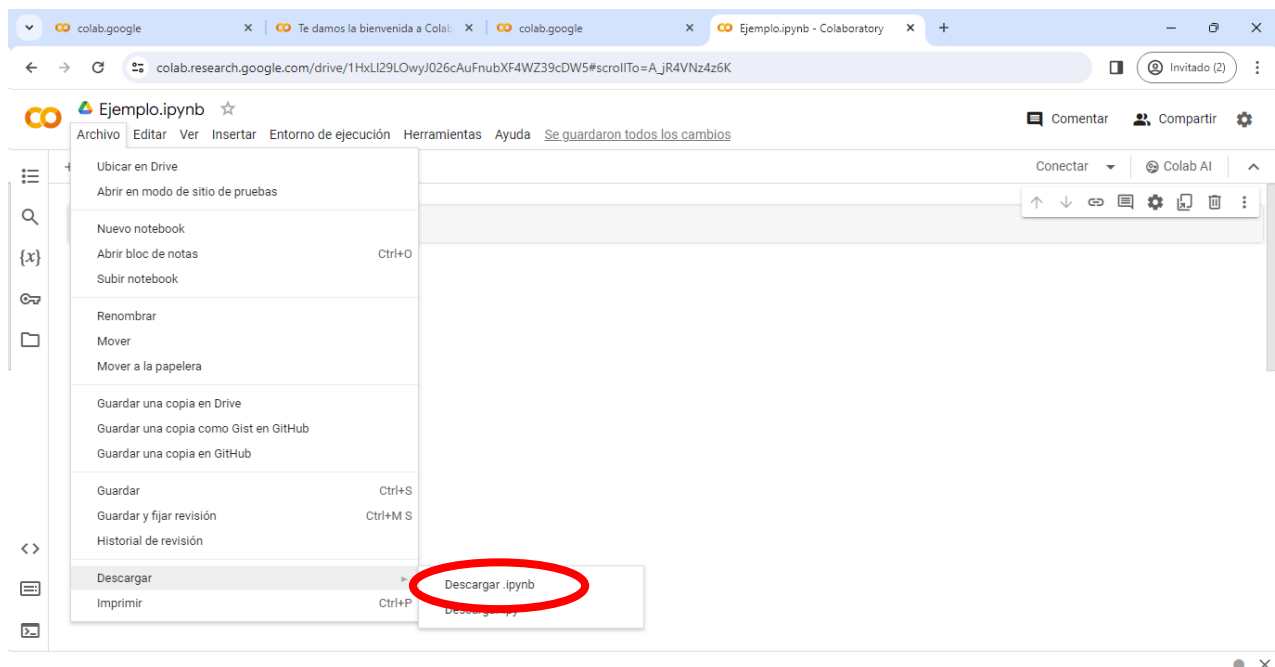 colab.google
Te damos la bienvenida a Colab
colab.google
Ejemplo.ipynb - Colaboratory
colab.research.google.com/drive/1HxLI29LOwyJ026cAuFnubXF4WZ39cDW5#scrollTo=A_jR4VNz4z6K
Invitado (2)
CO Ejemplo.ipynb
Archivo Editar Ver Insertar Entorno de ejecución Herramientas Ayuda Se guardaron todos los cambios
Comentar Compartir
Conectar Colab AI
Ubicar en Drive
Abrir en modo de sitio de pruebas
Nuevo notebook
Abrir bloc de notas Ctrl+O
Subir notebook
{x}
Renombrar
Mover
Mover a la papelera
Guardar una copia en Drive
Guardar una copia como Gist en GitHub
Guardar una copia en GitHub
Guardar Ctrl+S
Guardar y fijar revisión Ctrl+M S
Historial de revisión
Descargar
Imprimir Ctrl+P
Descargar .ipynb